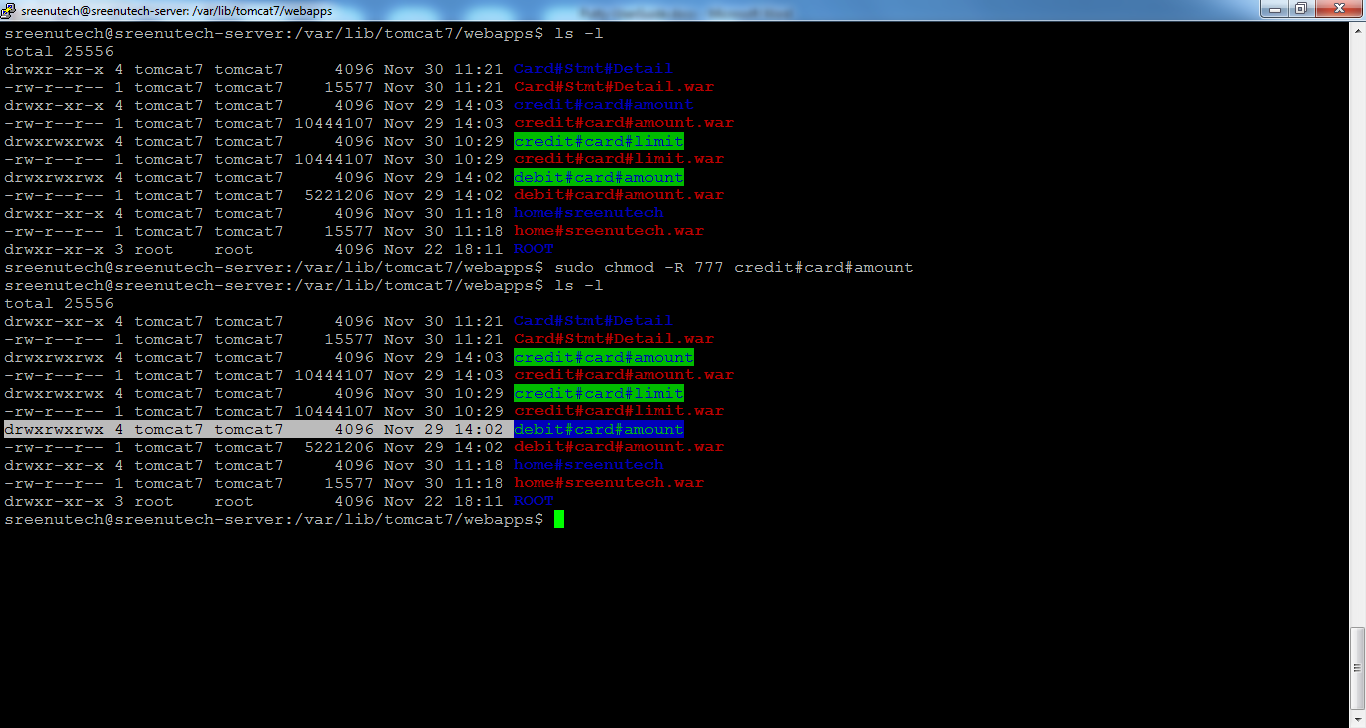 sreenutech@sreenutech-server: /var/lib/tomcat7/webapps
sreenutech@sreenutech-server:/var/lib/tomcat7/webapps$ ls -l
total 25556
drwxr-xr-x 4 tomcat7 tomcat7     4096 Nov 30 11:21 Card#Stmt#Detail
-rw-r--r-- 1 tomcat7 tomcat7    15577 Nov 30 11:21 Card#Stmt#Detail.war
drwxr-xr-x 4 tomcat7 tomcat7     4096 Nov 29 14:03 credit#card#amount
-rw-r--r-- 1 tomcat7 tomcat7 10444107 Nov 29 14:03 credit#card#amount.war
drwxrwxrwx 4 tomcat7 tomcat7     4096 Nov 30 10:29 credit#card#limit
-rw-r--r-- 1 tomcat7 tomcat7 10444107 Nov 30 10:29 credit#card#limit.war
drwxrwxrwx 4 tomcat7 tomcat7     4096 Nov 29 14:02 debit#card#amount
-rw-r--r-- 1 tomcat7 tomcat7  5221206 Nov 29 14:02 debit#card#amount.war
drwxr-xr-x 4 tomcat7 tomcat7     4096 Nov 30 11:18 home#sreenutech
-rw-r--r-- 1 tomcat7 tomcat7    15577 Nov 30 11:18 home#sreenutech.war
drwxr-xr-x 3 root    root        4096 Nov 22 18:11 ROOT
sreenutech@sreenutech-server:/var/lib/tomcat7/webapps$ sudo chmod -R 777 credit#card#amount
sreenutech@sreenutech-server:/var/lib/tomcat7/webapps$ ls -l
total 25556
drwxr-xr-x 4 tomcat7 tomcat7     4096 Nov 30 11:21 Card#Stmt#Detail
-rw-r--r-- 1 tomcat7 tomcat7    15577 Nov 30 11:21 Card#Stmt#Detail.war
drwxrwxrwx 4 tomcat7 tomcat7     4096 Nov 29 14:03 credit#card#amount
-rw-r--r-- 1 tomcat7 tomcat7 10444107 Nov 29 14:03 credit#card#amount.war
drwxrwxrwx 4 tomcat7 tomcat7     4096 Nov 30 10:29 credit#card#limit
-rw-r--r-- 1 tomcat7 tomcat7 10444107 Nov 30 10:29 credit#card#limit.war
drwxrwxrwx 4 tomcat7 tomcat7     4096 Nov 29 14:02 debit#card#amount
-rw-r--r-- 1 tomcat7 tomcat7  5221206 Nov 29 14:02 debit#card#amount.war
drwxr-xr-x 4 tomcat7 tomcat7     4096 Nov 30 11:18 home#sreenutech
-rw-r--r-- 1 tomcat7 tomcat7    15577 Nov 30 11:18 home#sreenutech.war
drwxr-xr-x 3 root    root        4096 Nov 22 18:11 ROOT
sreenutech@sreenutech-server:/var/lib/tomcat7/webapps$